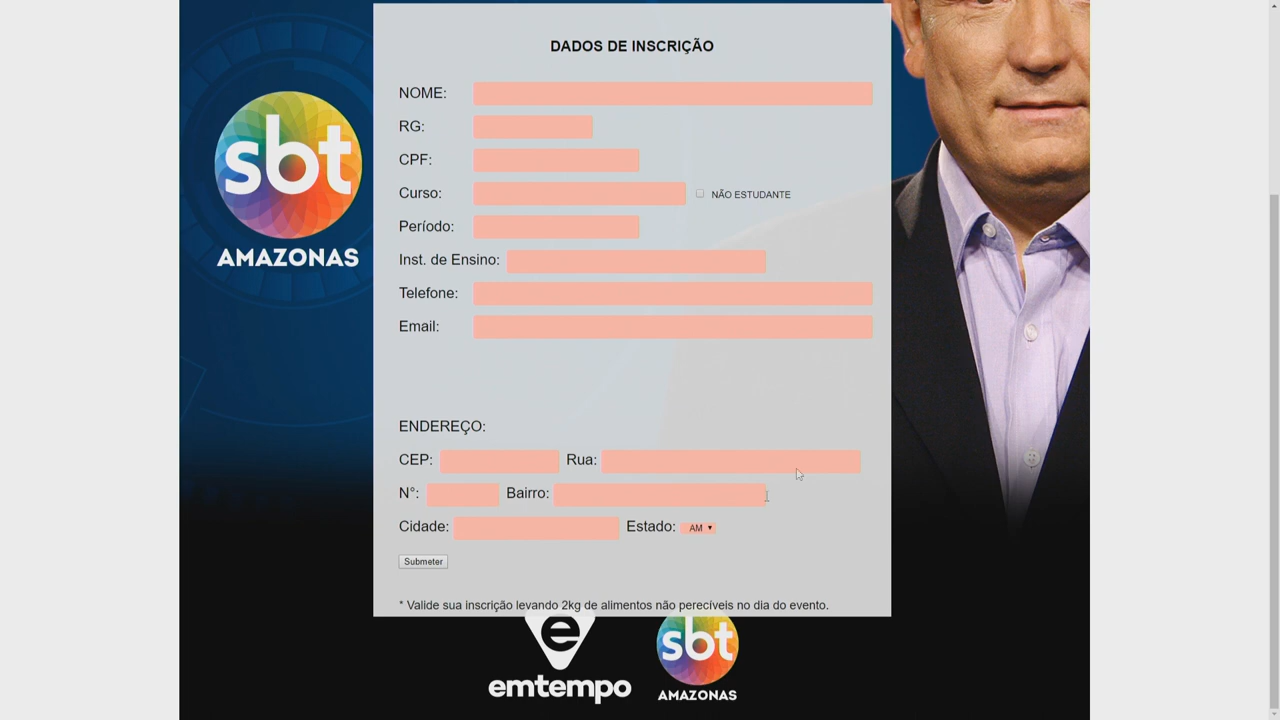 DADOS DE INSCRIÇÃO
NOME:
RG:
CPF:
Curso: NÃO ESTUDANTE
Período:
Inst. de Ensino:
Telefone:
Email:
sbt
AMAZONAS
ENDEREÇO:
CEP: Rua:
N°: Bairro:
Cidade: Estado: AM
Submeter
* Valide sua inscrição levando 2kg de alimentos não perecíveis no dia do evento.
e
emtempo
sbt
AMAZONAS